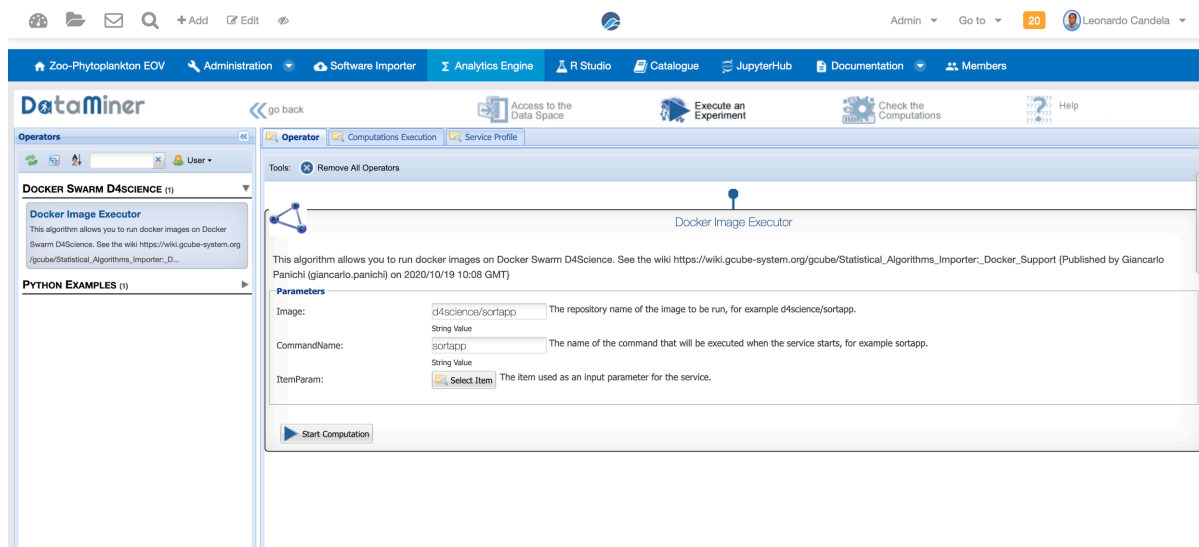 +Add Edit
Admin Go to 20 Leonardo Candela
Zoo-Phytoplankton EOV Administration Software Importer Σ Analytics Engine R Studio Catalogue JupyterHub Documentation Members
DataMiner
go back
Access to the
Data Space
Execute an
Experiment
Check the
Computations
Help
Operators
User
DOCKER SWARM D4SCIENCE (1)
Docker Image Executor
This algorithm allows you to run docker images on Docker
Swarm D4Science. See the wiki https://wiki.gcube-system.org
/gcube/Statistical_Algorithms_Importer:_D...
PYTHON EXAMPLES (1)
Operator Computations Execution Service Profile
Tools: Remove All Operators
Docker Image Executor
This algorithm allows you to run docker images on Docker Swarm D4Science. See the wiki https://wiki.gcube-system.org/gcube/Statistical_Algorithms_Importer:_Docker_Support {Published by Giancarlo
Panichi (giancarlo.panichi) on 2020/10/19 10:08 GMT}
Parameters
Image: d4science/sortapp The repository name of the image to be run, for example d4science/sortapp.
String Value
CommandName: sortapp The name of the command that will be executed when the service starts, for example sortapp.
String Value
ItemParam: Select Item The item used as an input parameter for the service.
Start Computation